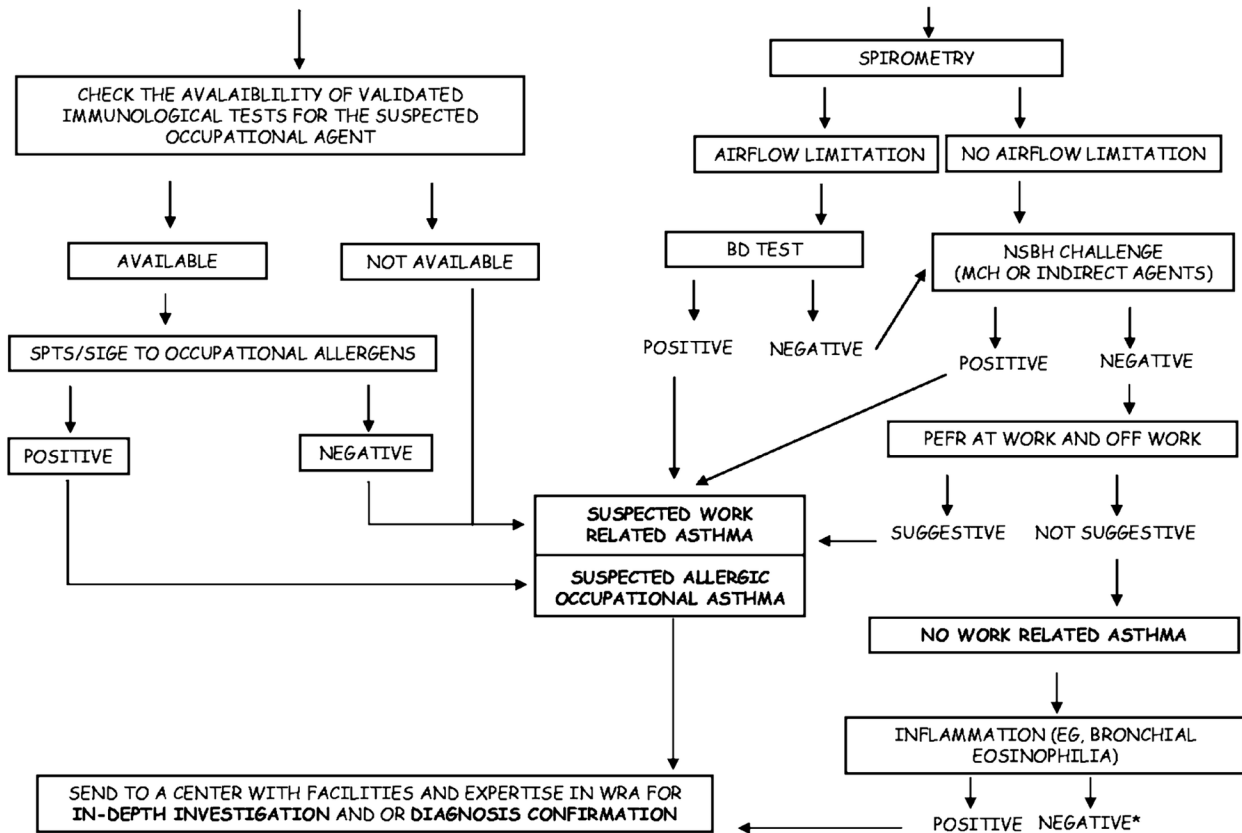 CHECK THE AVALAIBLILITY OF VALIDATED
IMMUNOLOGICAL TESTS FOR THE SUSPECTED
OCCUPATIONAL AGENT
AVAILABLE
NOT AVAILABLE
SPTS/SIGE TO OCCUPATIONAL ALLERGENS
POSITIVE
NEGATIVE
SPIROMETRY
AIRFLOW LIMITATION
NO AIRFLOW LIMITATION
BD TEST
NSBH CHALLENGE
(MCH OR INDIRECT AGENTS)
POSITIVE
NEGATIVE
POSITIVE
NEGATIVE
PEFR AT WORK AND OFF WORK
SUGGESTIVE
NOT SUGGESTIVE
SUSPECTED WORK
RELATED ASTHMA
SUSPECTED ALLERGIC
OCCUPATIONAL ASTHMA
NO WORK RELATED ASTHMA
INFLAMMATION (EG, BRONCHIAL
EOSINOPHILIA)
POSITIVE
NEGATIVE*
SEND TO A CENTER WITH FACILITIES AND EXPERTISE IN WRA FOR
IN-DEPTH INVESTIGATION AND OR DIAGNOSIS CONFIRMATION